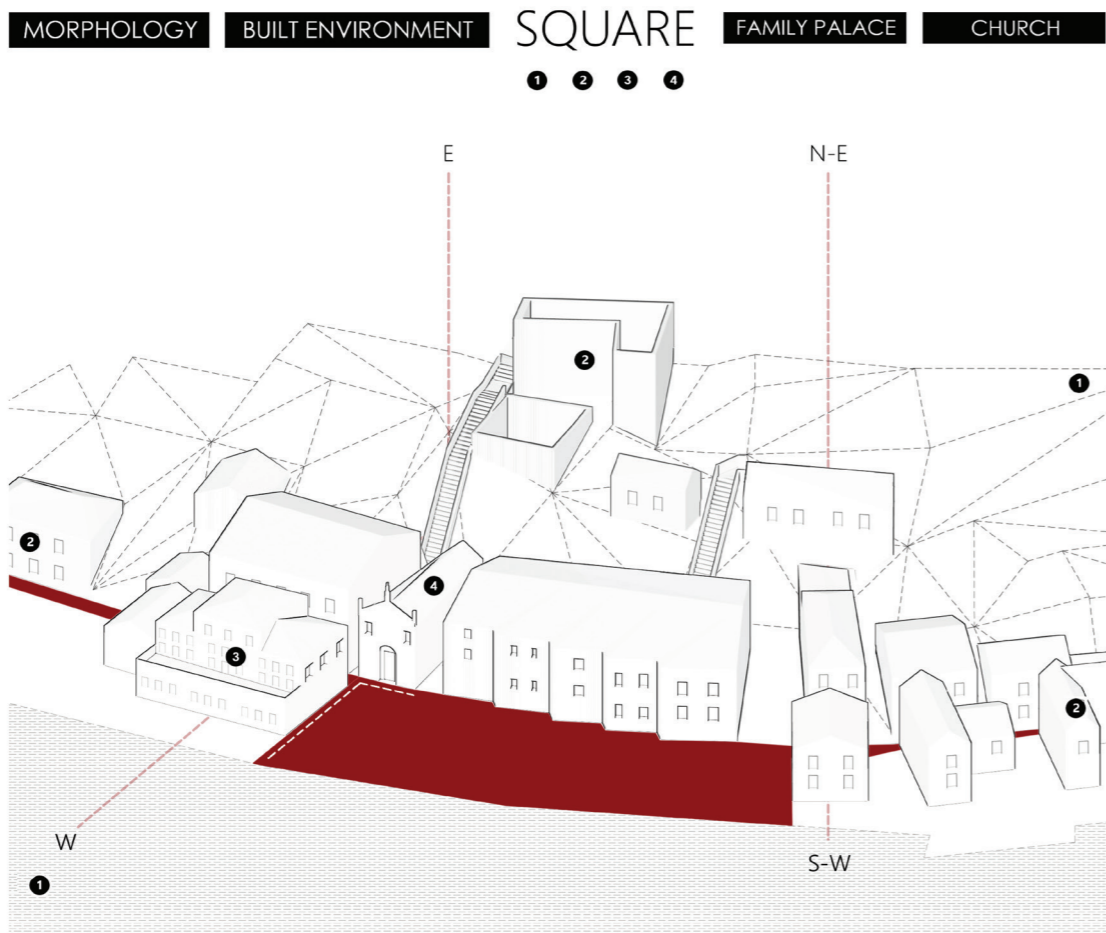 MORPHOLOGY BUILT ENVIRONMENT SQUARE FAMILY PALACE CHURCH
1 2 3 4
E N-E
2
1
2
4
3
2
W
S-W
1